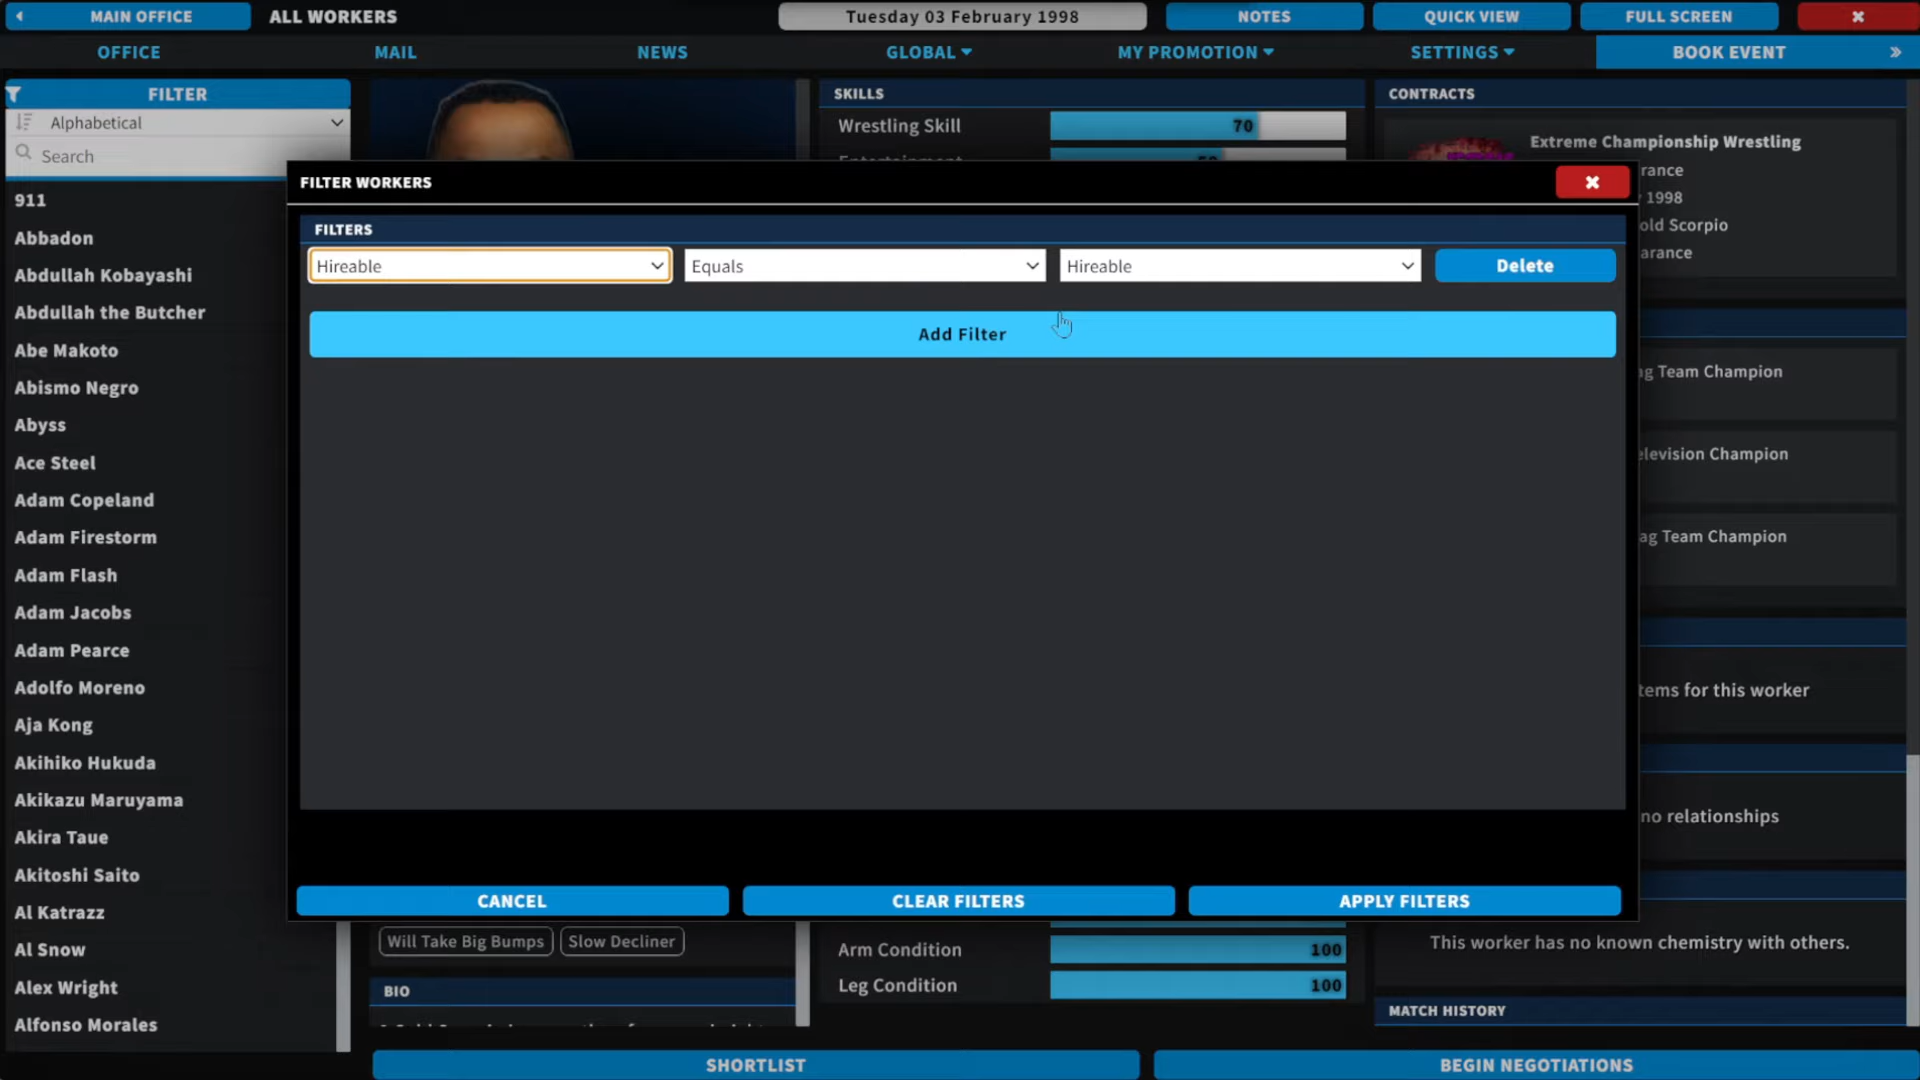 MAIN OFFICE
ALL WORKERS
Tuesday 03 February 1998
NOTES
QUICK VIEW
FULL SCREEN
OFFICE
MAIL
NEWS
GLOBAL
MY PROMOTION
SETTINGS
BOOK EVENT
FILTER
Alphabetical
Search
911
Abbadon
Abdullah Kobayashi
Abdullah the Butcher
Abe Makoto
Abismo Negro
Abyss
Ace Steel
Adam Copeland
Adam Firestorm
Adam Flash
Adam Jacobs
Adam Pearce
Adolfo Moreno
Aja Kong
Akihiko Hukuda
Akikazu Maruyama
Akira Taue
Akitoshi Saito
Al Katrazz
Al Snow
Alex Wright
Alfonso Morales
SKILLS
Wrestling Skill
70
CONTRACTS
Extreme Championship Wrestling
rance
1998
old Scorpio
arance
FILTER WORKERS
FILTERS
Hireable
Equals
Hireable
Delete
Add Filter
CANCEL
CLEAR FILTERS
APPLY FILTERS
ag Team Champion
elevision Champion
ag Team Champion
tems for this worker
no relationships
This worker has no known chemistry with others.
MATCH HISTORY
Will Take Big Bumps
Slow Decliner
BIO
Arm Condition
100
Leg Condition
100
SHORTLIST
BEGIN NEGOTIATIONS